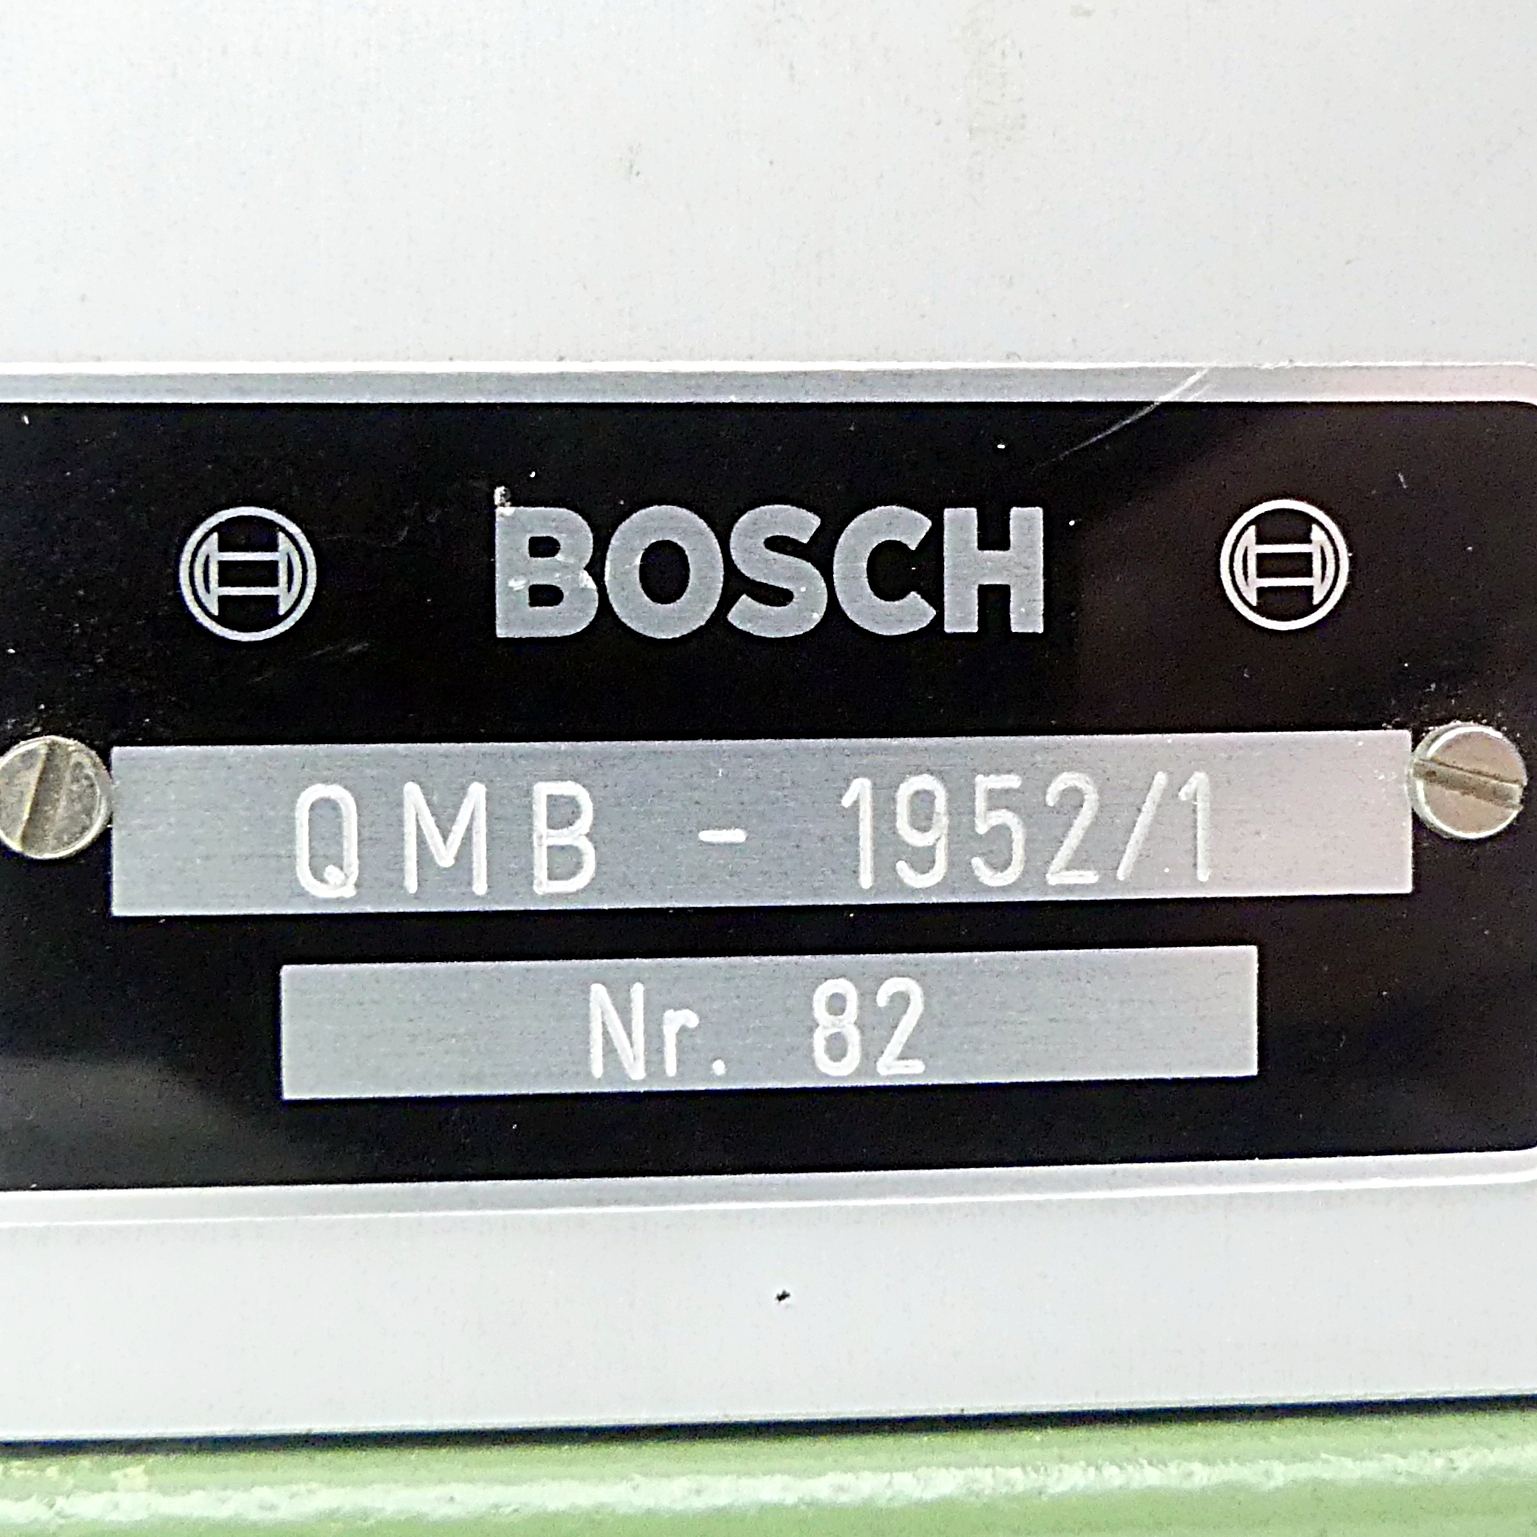 BOSCH
QMB - 1952/1
Nr. 82